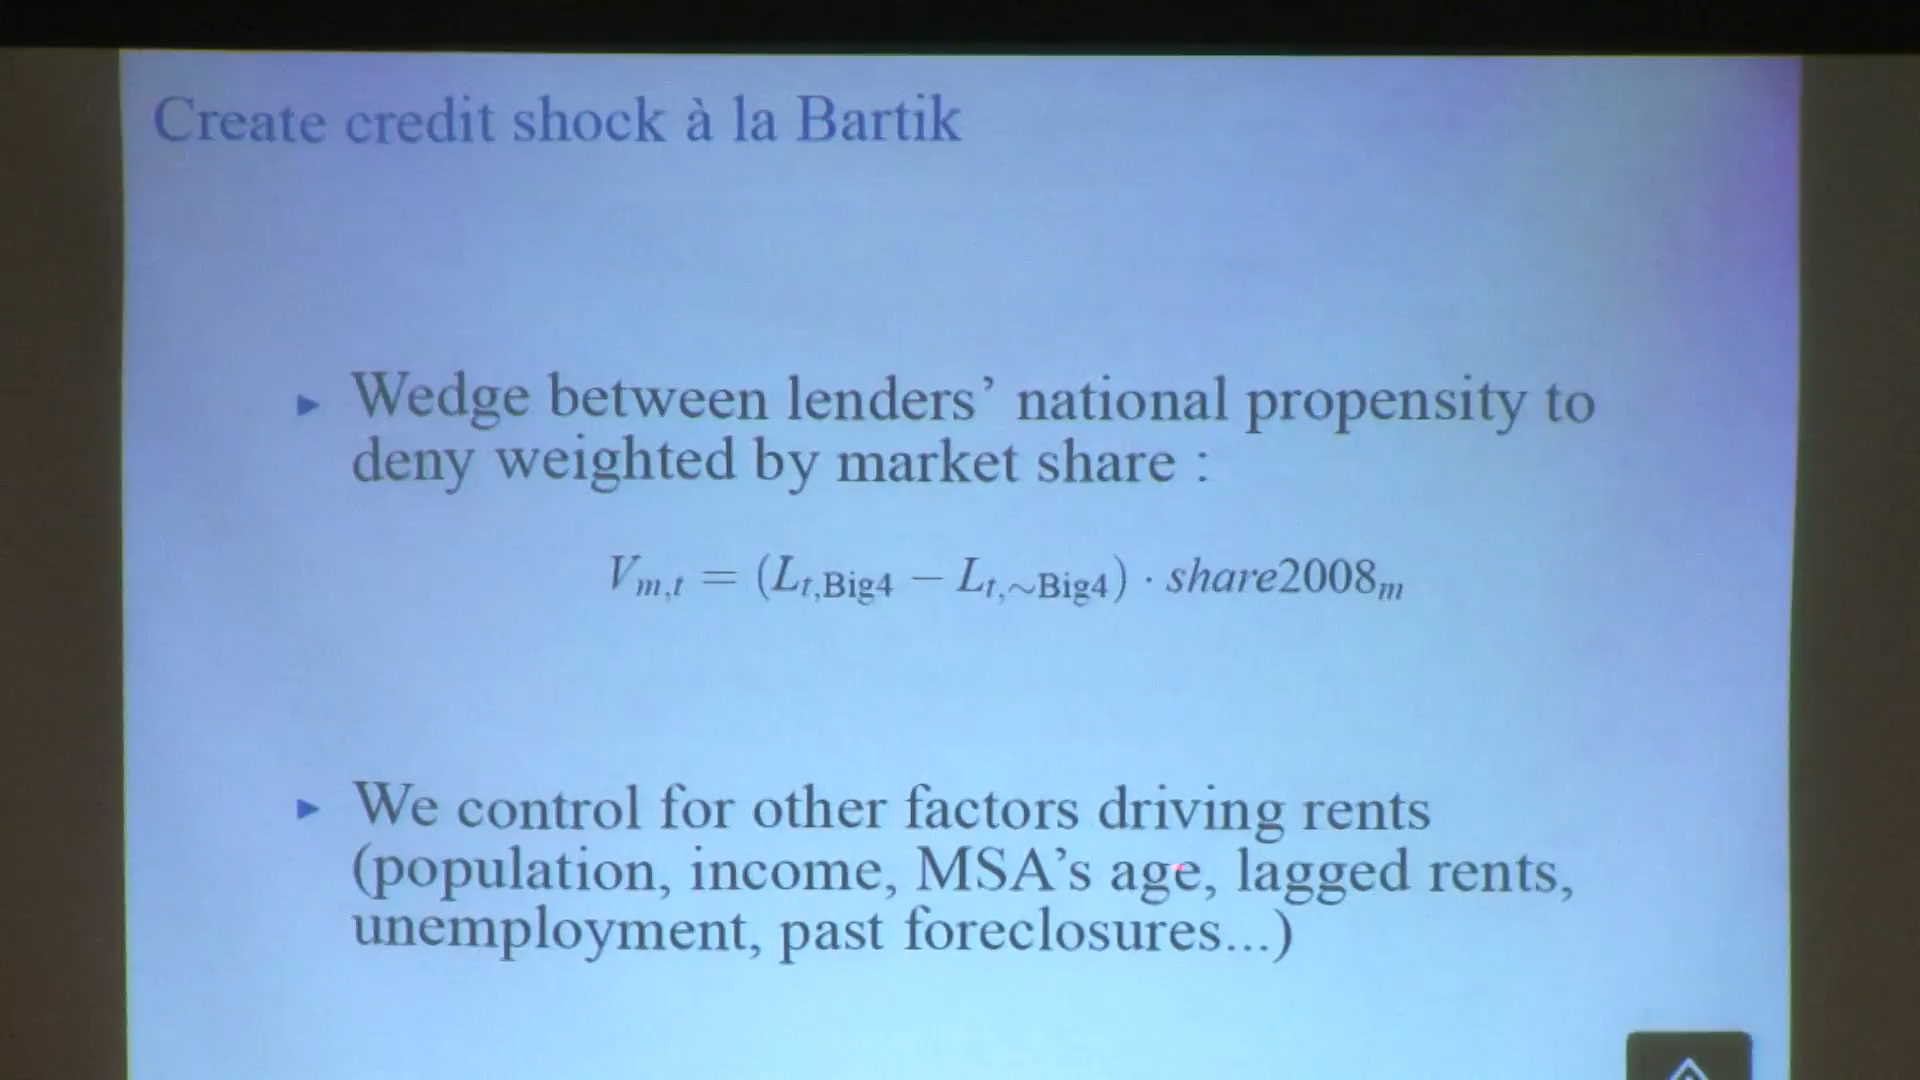 Create credit shock à la Bartik
► Wedge between lenders’ national propensity to
deny weighted by market share :
V_{m,t} = (L_{t,Big4} − L_{t,∼Big4}) · share2008_m
► We control for other factors driving rents
(population, income, MSA’s age, lagged rents,
unemployment, past foreclosures...)